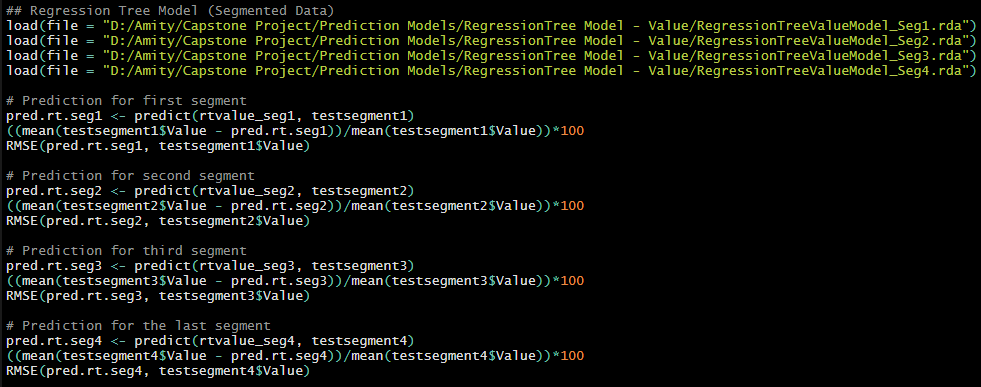 ## Regression Tree Model (Segmented Data)
load(file = "D:/Amity/Capstone Project/Prediction Models/RegressionTree Model - Value/RegressionTreeValueModel_Seg1.rda")
load(file = "D:/Amity/Capstone Project/Prediction Models/RegressionTree Model - Value/RegressionTreeValueModel_Seg2.rda")
load(file = "D:/Amity/Capstone Project/Prediction Models/RegressionTree Model - Value/RegressionTreeValueModel_Seg3.rda")
load(file = "D:/Amity/Capstone Project/Prediction Models/RegressionTree Model - Value/RegressionTreeValueModel_Seg4.rda")
# Prediction for first segment
pred.rt.seg1 <- predict(rtvalue_seg1, testsegment1)
((mean(testsegment1$Value - pred.rt.seg1))/mean(testsegment1$Value))*100
RMSE(pred.rt.seg1, testsegment1$Value)
# Prediction for second segment
pred.rt.seg2 <- predict(rtvalue_seg2, testsegment2)
((mean(testsegment2$Value - pred.rt.seg2))/mean(testsegment2$Value))*100
RMSE(pred.rt.seg2, testsegment2$Value)
# Prediction for third segment
pred.rt.seg3 <- predict(rtvalue_seg3, testsegment3)
((mean(testsegment3$Value - pred.rt.seg3))/mean(testsegment3$Value))*100
RMSE(pred.rt.seg3, testsegment3$Value)
# Prediction for the last segment
pred.rt.seg4 <- predict(rtvalue_seg4, testsegment4)
((mean(testsegment4$Value - pred.rt.seg4))/mean(testsegment4$Value))*100
RMSE(pred.rt.seg4, testsegment4$Value)